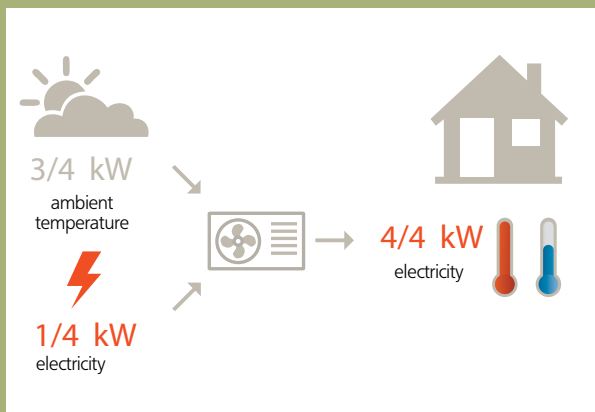 3/4 kW
ambient
temperature
1/4 kW
electricity
4/4 kW
electricity